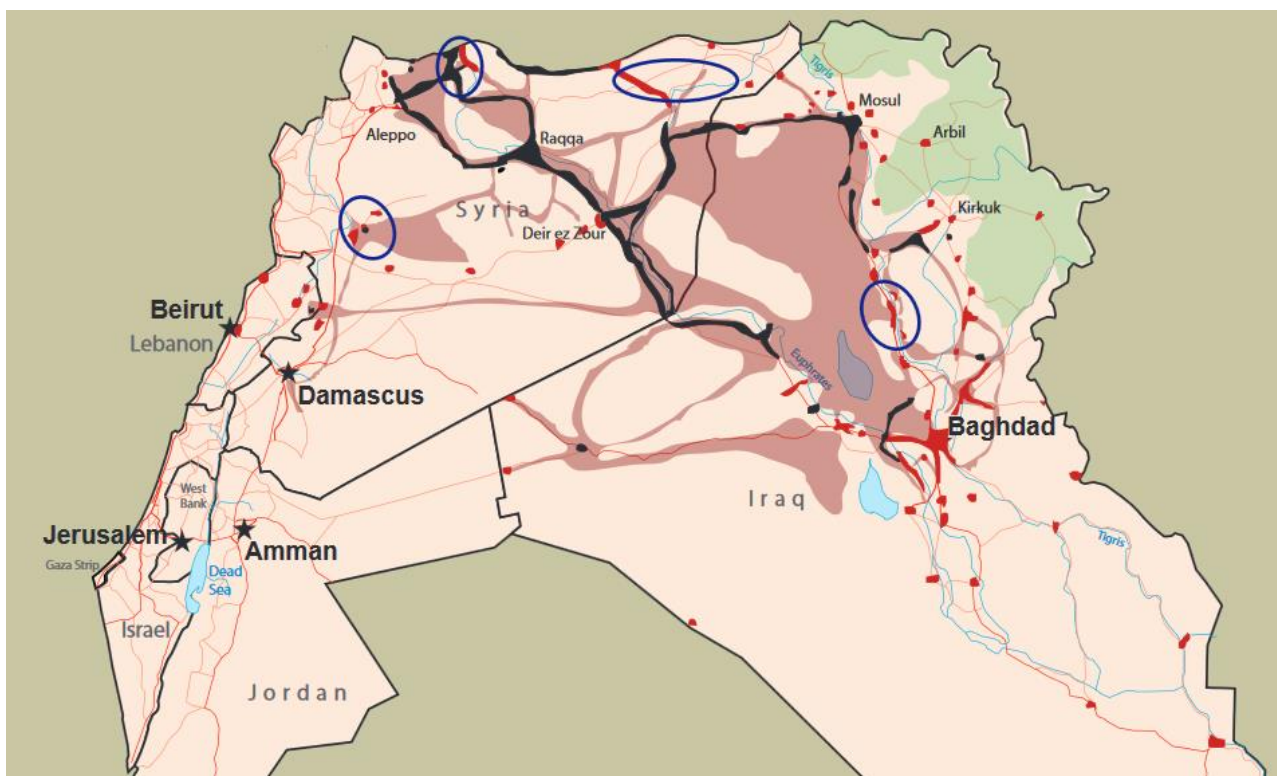 Tigris
Mosul
Aleppo
Raqqa
Arbil
Syria
Kirkuk
Deir ez Zour
Beirut
Lebanon
Euphrates
Damascus
Baghdad
West
Bank
Iraq
Jerusalem
Amman
Tigris
Gaza Strip
Dead
Sea
Israel
Jordan